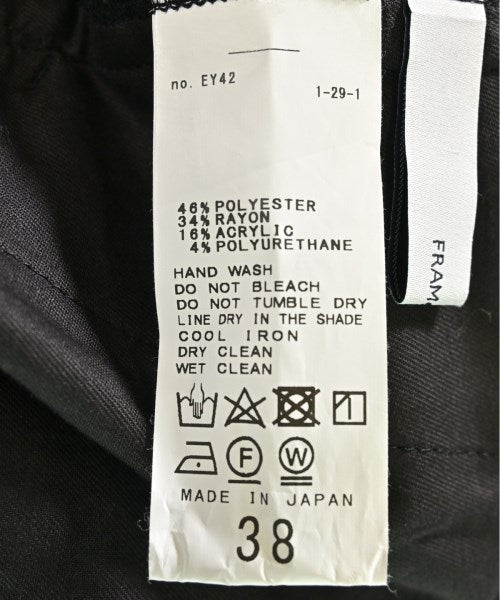 no. EY42
1-29-1
46% POLYESTER
34% RAYON
16% ACRYLIC
4% POLYURETHANE
HAND WASH
DO NOT BLEACH
DO NOT TUMBLE DRY
LINE DRY IN THE SHADE
COOL IRON
DRY CLEAN
WET CLEAN
F
W
MADE IN JAPAN
38
FRAM